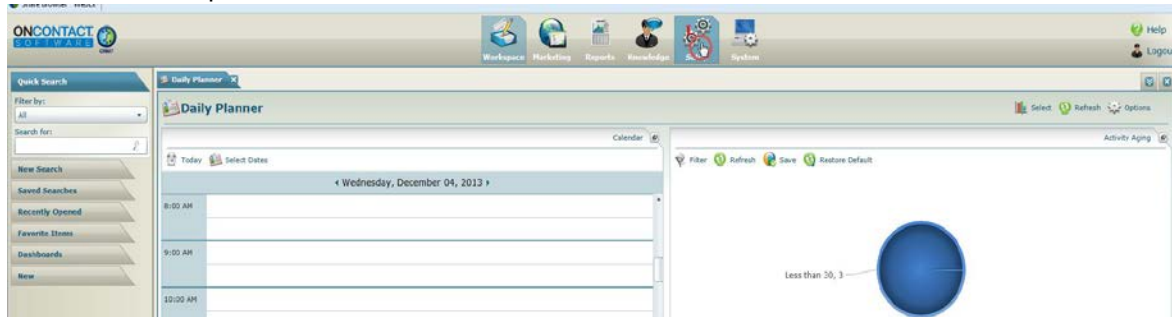 ONCONTACT
SOFTWARE
Workspace Marketing Reports Knowledge System
Help
Logou
Quick Search
Filter by:
All
Search for:
New Search
Saved Searches
Recently Opened
Favorite Items
Dashboards
New
Daily Planner
Daily Planner
Select Refresh Options
Calendar
Today Select Dates
Wednesday, December 04, 2013
8:00 AM
9:00 AM
10:00 AM
Activity Aging
Filter Refresh Save Restore Default
Less than 30, 3